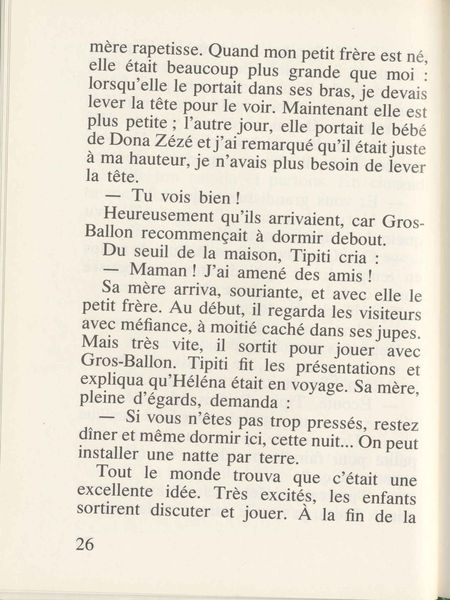 mère rapetisse. Quand mon petit frère est né,
elle était beaucoup plus grande que moi :
lorsqu'elle le portait dans ses bras, je devais
lever la tête pour le voir. Maintenant elle est
plus petite ; l'autre jour, elle portait le bébé
de Dona Zézé et j'ai remarqué qu'il était juste
à ma hauteur, je n'avais plus besoin de lever
la tête.
— Tu vois bien !
Heureusement qu'ils arrivaient, car Gros-
Ballon recommençait à dormir debout.
Du seuil de la maison, Tipiti cria :
— Maman ! J'ai amené des amis !
Sa mère arriva, souriante, et avec elle le
petit frère. Au début, il regarda les visiteurs
avec méfiance, à moitié caché dans ses jupes.
Mais très vite, il sortit pour jouer avec
Gros-Ballon. Tipiti fit les présentations et
expliqua qu'Héléna était en voyage. Sa mère,
pleine d'égards, demanda :
— Si vous n'êtes pas trop pressés, restez
dîner et même dormir ici, cette nuit... On peut
installer une natte par terre.
Tout le monde trouva que c'était une
excellente idée. Très excités, les enfants
sortirent discuter et jouer. À la fin de la
26